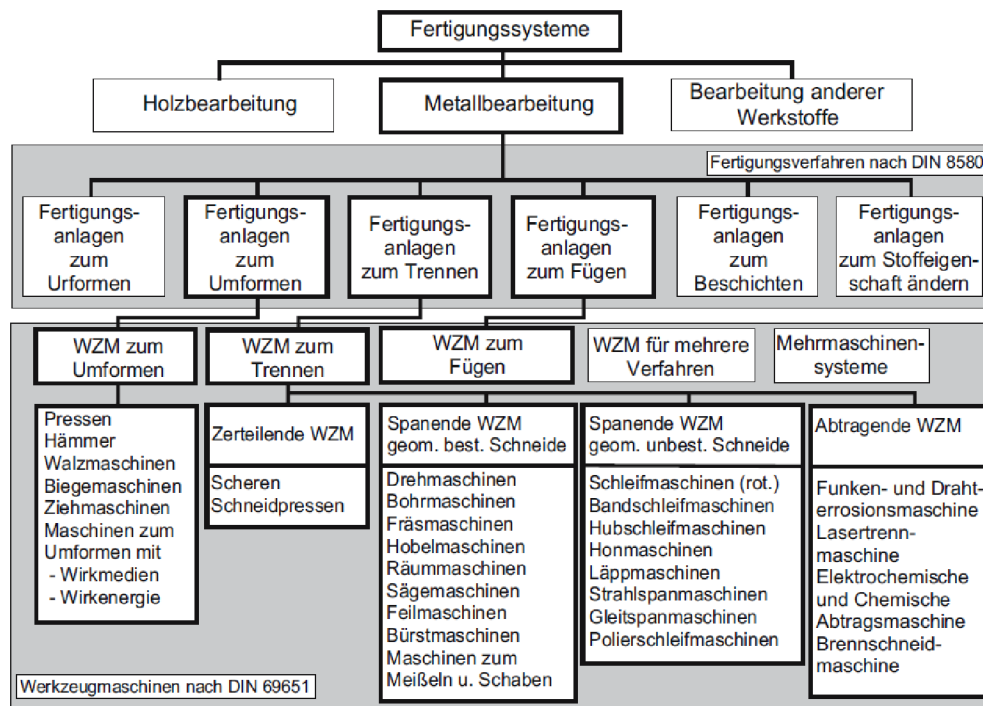 Fertigungssysteme
Holzbearbeitung
Metallbearbeitung
Bearbeitung anderer
Werkstoffe
Fertigungsverfahren nach DIN 8580
Fertigungs-
anlagen
zum
Urformen
Fertigungs-
anlagen
zum
Umformen
Fertigungs-
anlagen
zum Trennen
Fertigungs-
anlagen
zum Fügen
Fertigungs-
anlagen
zum
Beschichten
Fertigungs-
anlagen
zum Stoffeigen-
schaft ändern
WZM zum
Umformen
WZM zum
Trennen
WZM zum
Fügen
WZM für mehrere
Verfahren
Mehrmaschinen-
systeme
Pressen
Hämmer
Walzmaschinen
Biegemaschinen
Ziehmaschinen
Maschinen zum
Umformen mit
- Wirkmedien
- Wirkenergie
Zerteilende WZM
Scheren
Schneidpressen
Spanende WZM
geom. best. Schneide
Drehmaschinen
Bohrmaschinen
Fräsmaschinen
Hobelmaschinen
Räummaschinen
Sägemaschinen
Feilmaschinen
Bürstmaschinen
Maschinen zum
Meißeln u. Schaben
Spanende WZM
geom. unbest. Schneide
Schleifmaschinen (rot.)
Bandschleifmaschinen
Hubschleifmaschinen
Honmaschinen
Läppmaschinen
Strahlspanmaschinen
Gleitspanmaschinen
Polierschleifmaschinen
Abtragende WZM
Funken- und Draht-
errosionsmaschine
Lasertrenn-
maschine
Elektrochemische
und Chemische
Abtragsmaschine
Brennschneid-
maschine
Werkzeugmaschinen nach DIN 69651